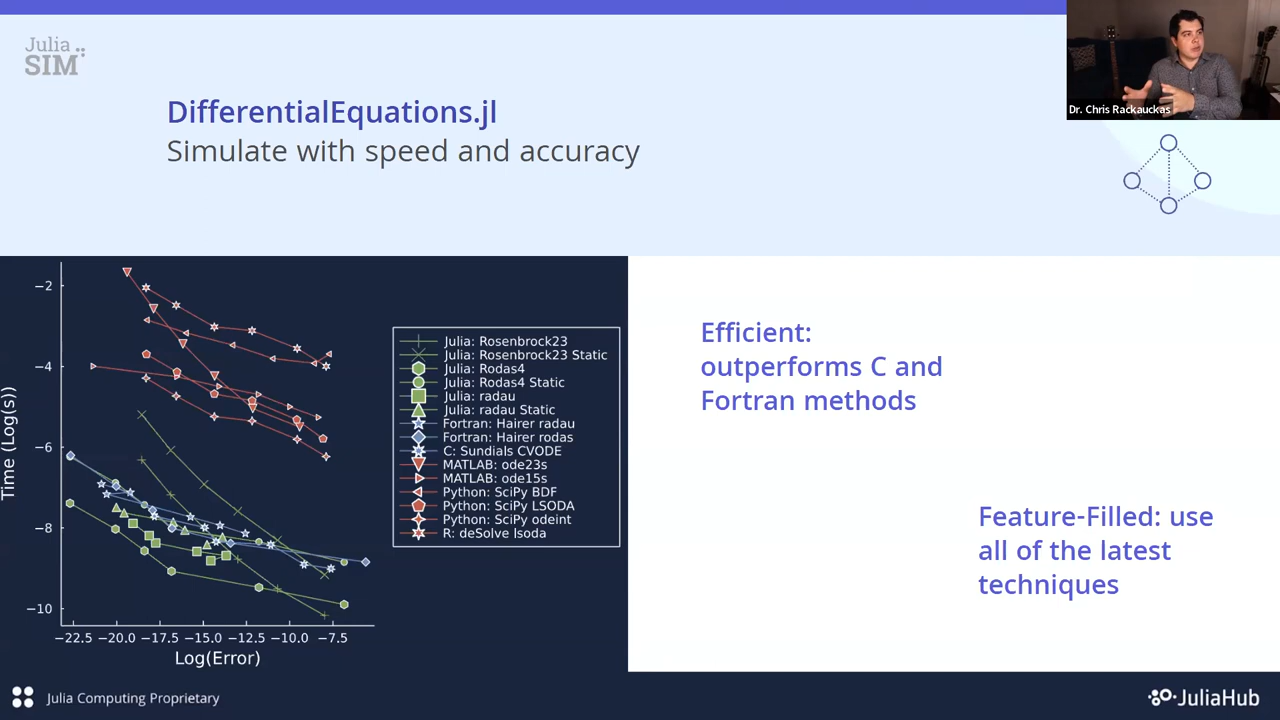 Julia
SIM
Dr. Chris Rackauckas
DifferentialEquations.jl
Simulate with speed and accuracy
Time (Log(s))
−2
−4
−6
−8
−10
−22.5 −20.0 −17.5 −15.0 −12.5 −10.0 −7.5
Log(Error)
Julia: Rosenbrock23
Julia: Rosenbrock23 Static
Julia: Rodas4
Julia: Rodas4 Static
Julia: radau
Julia: radau Static
Fortran: Hairer radau
Fortran: Hairer rodas
C: Sundials CVODE
MATLAB: ode23s
MATLAB: ode15s
Python: SciPy BDF
Python: SciPy LSODA
Python: SciPy odeint
R: deSolve lsoda
Efficient:
outperforms C and
Fortran methods
Feature-Filled: use
all of the latest
techniques
Julia Computing Proprietary
JuliaHub